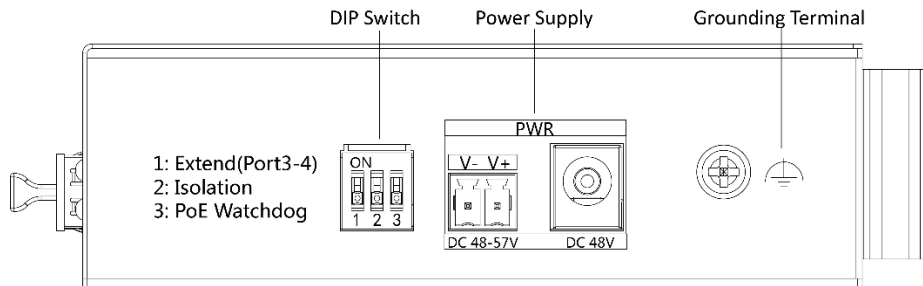 DIP Switch
Power Supply
Grounding Terminal
PWR
1: Extend(Port3-4)
2: Isolation
3: PoE Watchdog
ON
1 2 3
V- V+
DC 48-57V
DC 48V